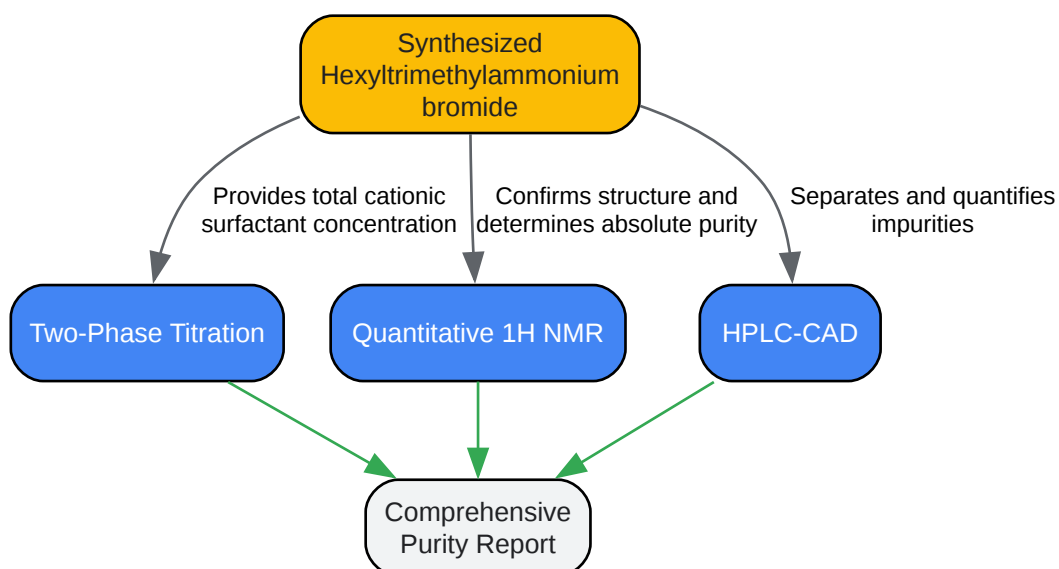 Synthesized
Hexyltrimethylammonium
bromide
Provides total cationic
surfactant concentration
Confirms structure and
determines absolute purity
Separates and quantifies
impurities
Two-Phase Titration
Quantitative 1H NMR
HPLC-CAD
Comprehensive
Purity Report